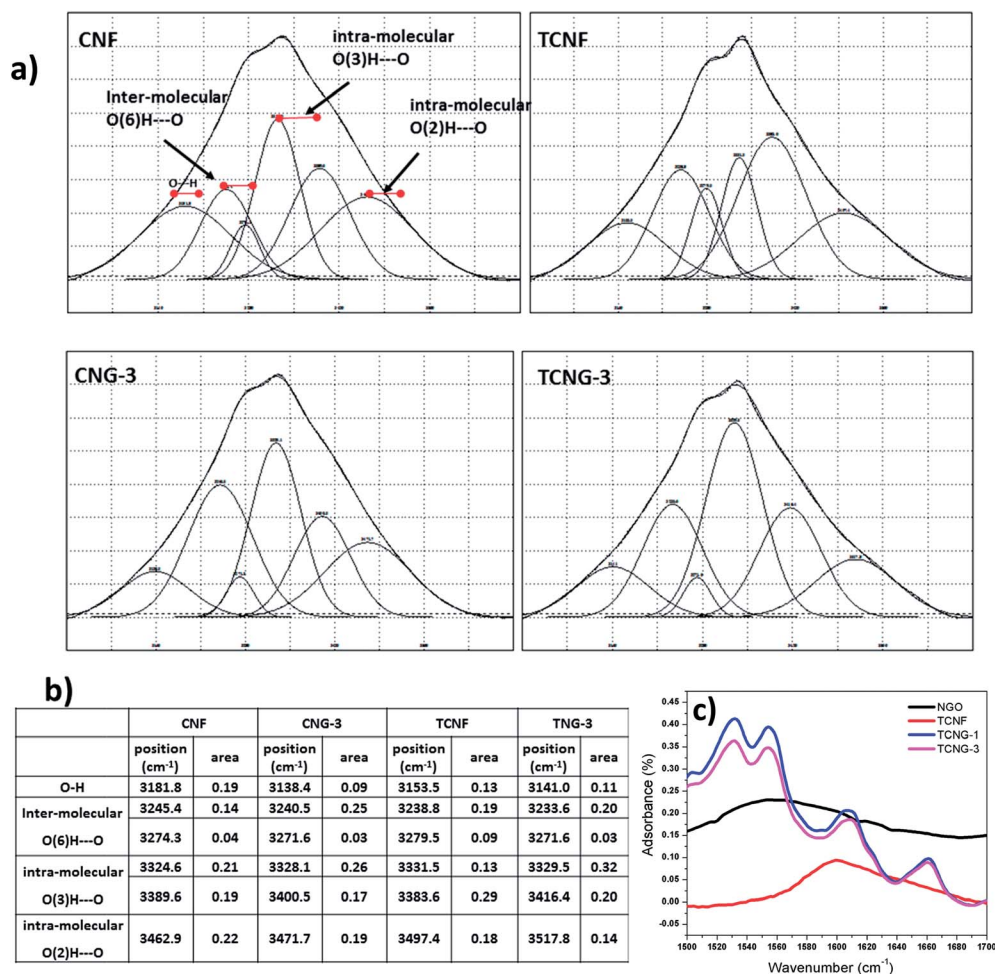 a)
CNF
intra-molecular
O(3)H---O
Inter-molecular
O(6)H---O
intra-molecular
O(2)H---O
O---H
TCNF
CNG-3
TCNG-3
b)
CNF CNG-3 TCNF TNG-3
position (cm-1) area position (cm-1) area position (cm-1) area position (cm-1) area
O-H 3181.8 0.19 3138.4 0.09 3153.5 0.13 3141.0 0.11
Inter-molecular 3245.4 0.14 3240.5 0.25 3238.8 0.19 3233.6 0.20
O(6)H---O 3274.3 0.04 3271.6 0.03 3279.5 0.09 3271.6 0.03
intra-molecular 3324.6 0.21 3328.1 0.26 3331.5 0.13 3329.5 0.32
O(3)H---O 3389.6 0.19 3400.5 0.17 3383.6 0.29 3416.4 0.20
intra-molecular
O(2)H---O 3462.9 0.22 3471.7 0.19 3497.4 0.18 3517.8 0.14
c)
NGO
TCNF
TCNG-1
TCNG-3
Adsorbance (%)
0.45
0.40
0.35
0.30
0.25
0.20
0.15
0.10
0.05
0.00
-0.05
1500 1520 1540 1560 1580 1600 1620 1640 1660 1680 1700
Wavenumber (cm-1)